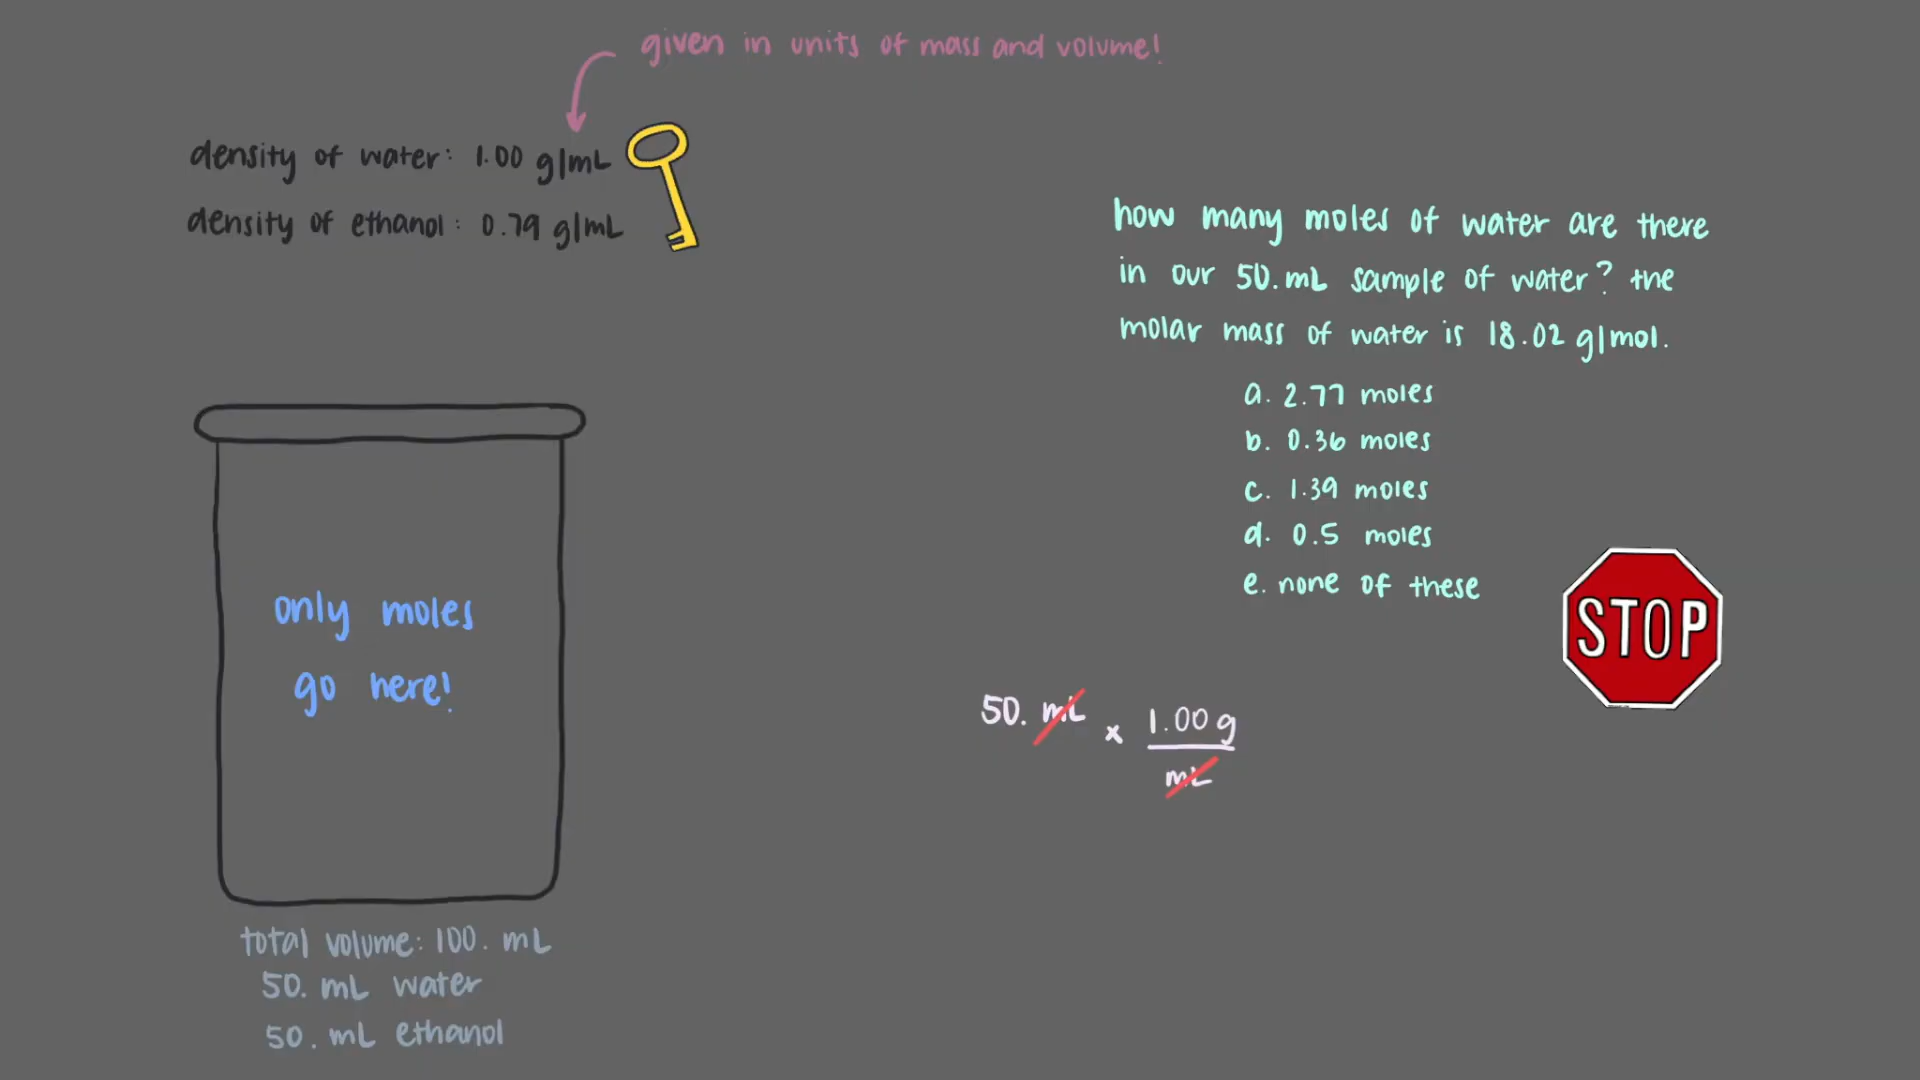 given in units of mass and volume!
density of water: 1.00 g/mL
density of ethanol: 0.79 g/mL
how many moles of water are there
in our 50. mL sample of water? the
molar mass of water is 18.02 g/mol.
a. 2.77 moles
b. 0.36 moles
c. 1.39 moles
d. 0.5 moles
e. none of these
STOP
only moles
go here!
50. mL x 1.00 g
mL
total volume: 100. mL
50. mL water
50. mL ethanol